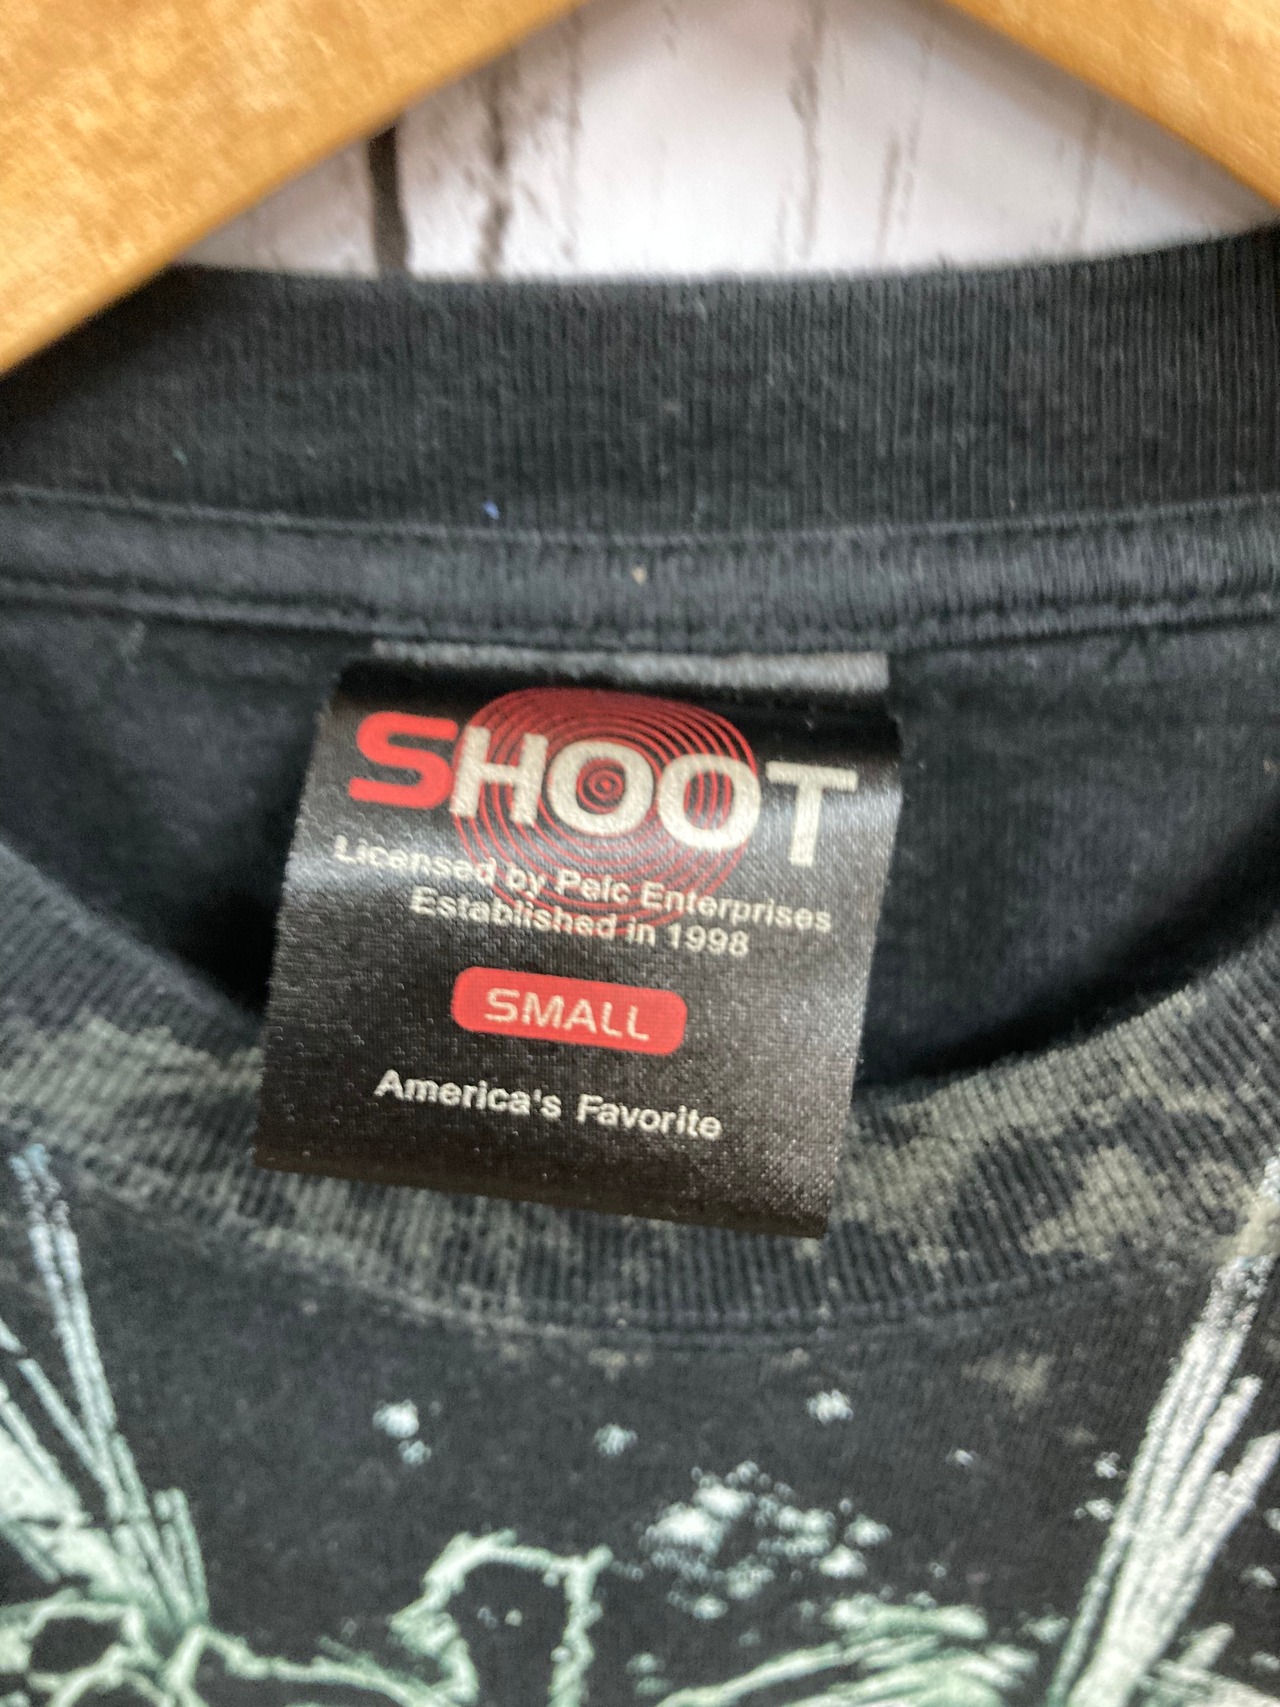 SHOOT
Licensed by Pelc Enterprises
Established in 1998
SMALL
America's Favorite